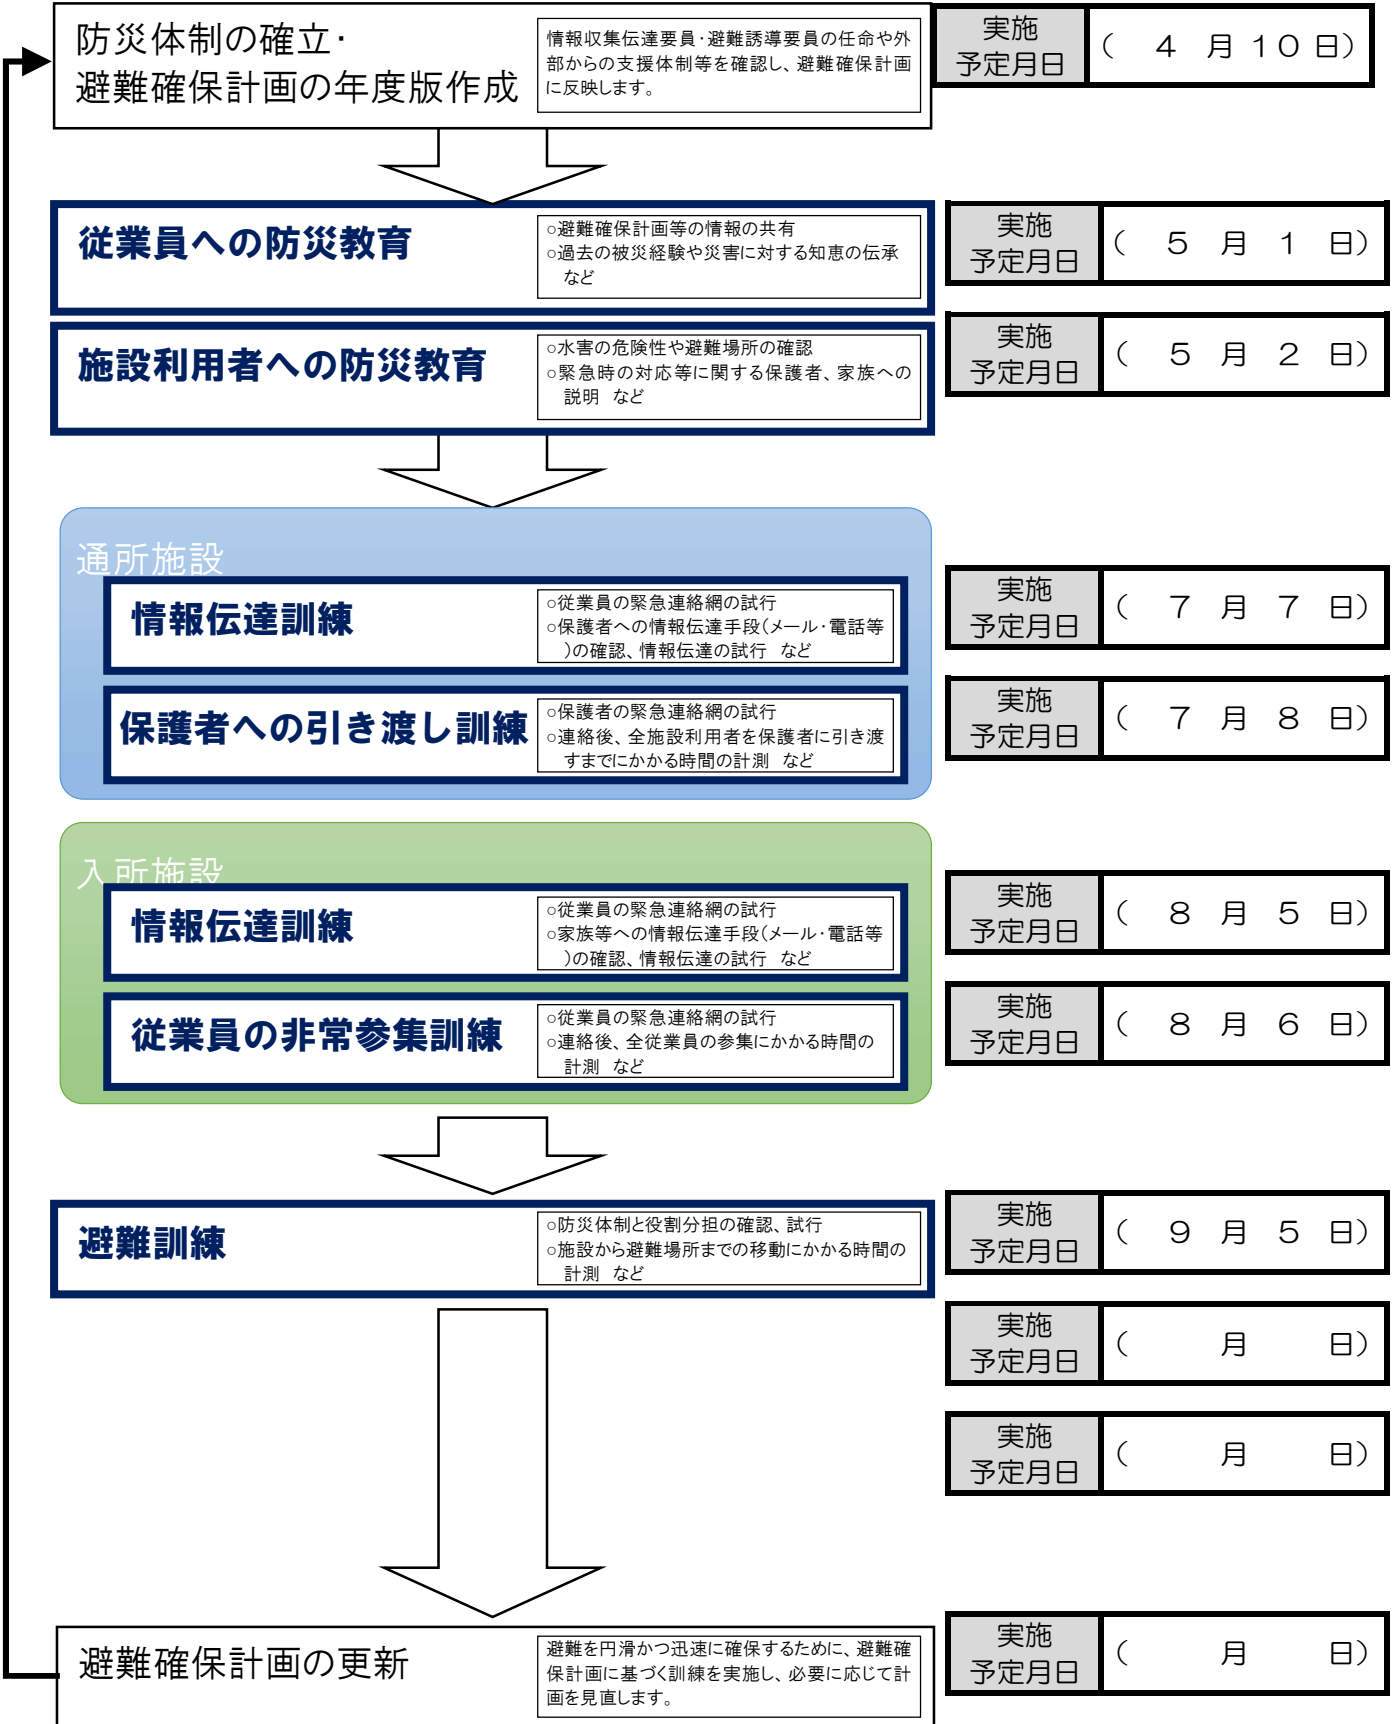 防災体制の確立・
避難確保計画の年度版作成
情報収集伝達要員・避難誘導要員の任命や外
部からの支援体制等を確認し、避難確保計画
に反映します。
実施
予定月日
（　４　月１０日）
従業員への防災教育
○避難確保計画等の情報の共有
○過去の被災経験や災害に対する知恵の伝承
など
実施
予定月日
（　５　月　１　日）
施設利用者への防災教育
○水害の危険性や避難場所の確認
○緊急時の対応等に関する保護者、家族への
説明　など
実施
予定月日
（　５　月　２　日）
通所施設
情報伝達訓練
○従業員の緊急連絡網の試行
○保護者への情報伝達手段（メール・電話等
）の確認、情報伝達の試行　など
実施
予定月日
（　７　月　７　日）
保護者への引き渡し訓練
○保護者の緊急連絡網の試行
○連絡後、全施設利用者を保護者に引き渡
すまでにかかる時間の計測　など
実施
予定月日
（　７　月　８　日）
入所施設
情報伝達訓練
○従業員の緊急連絡網の試行
○家族等への情報伝達手段（メール・電話等
）の確認、情報伝達の試行　など
実施
予定月日
（　８　月　５　日）
従業員の非常参集訓練
○従業員の緊急連絡網の試行
○連絡後、全従業員の参集にかかる時間の
計測　など
実施
予定月日
（　８　月　６　日）
避難訓練
○防災体制と役割分担の確認、試行
○施設から避難場所までの移動にかかる時間の
計測　など
実施
予定月日
（　９　月　５　日）
実施
予定月日
（　　　月　　　日）
実施
予定月日
（　　　月　　　日）
避難確保計画の更新
避難を円滑かつ迅速に確保するために、避難確
保計画に基づく訓練を実施し、必要に応じて計
画を見直します。
実施
予定月日
（　　　月　　　日）